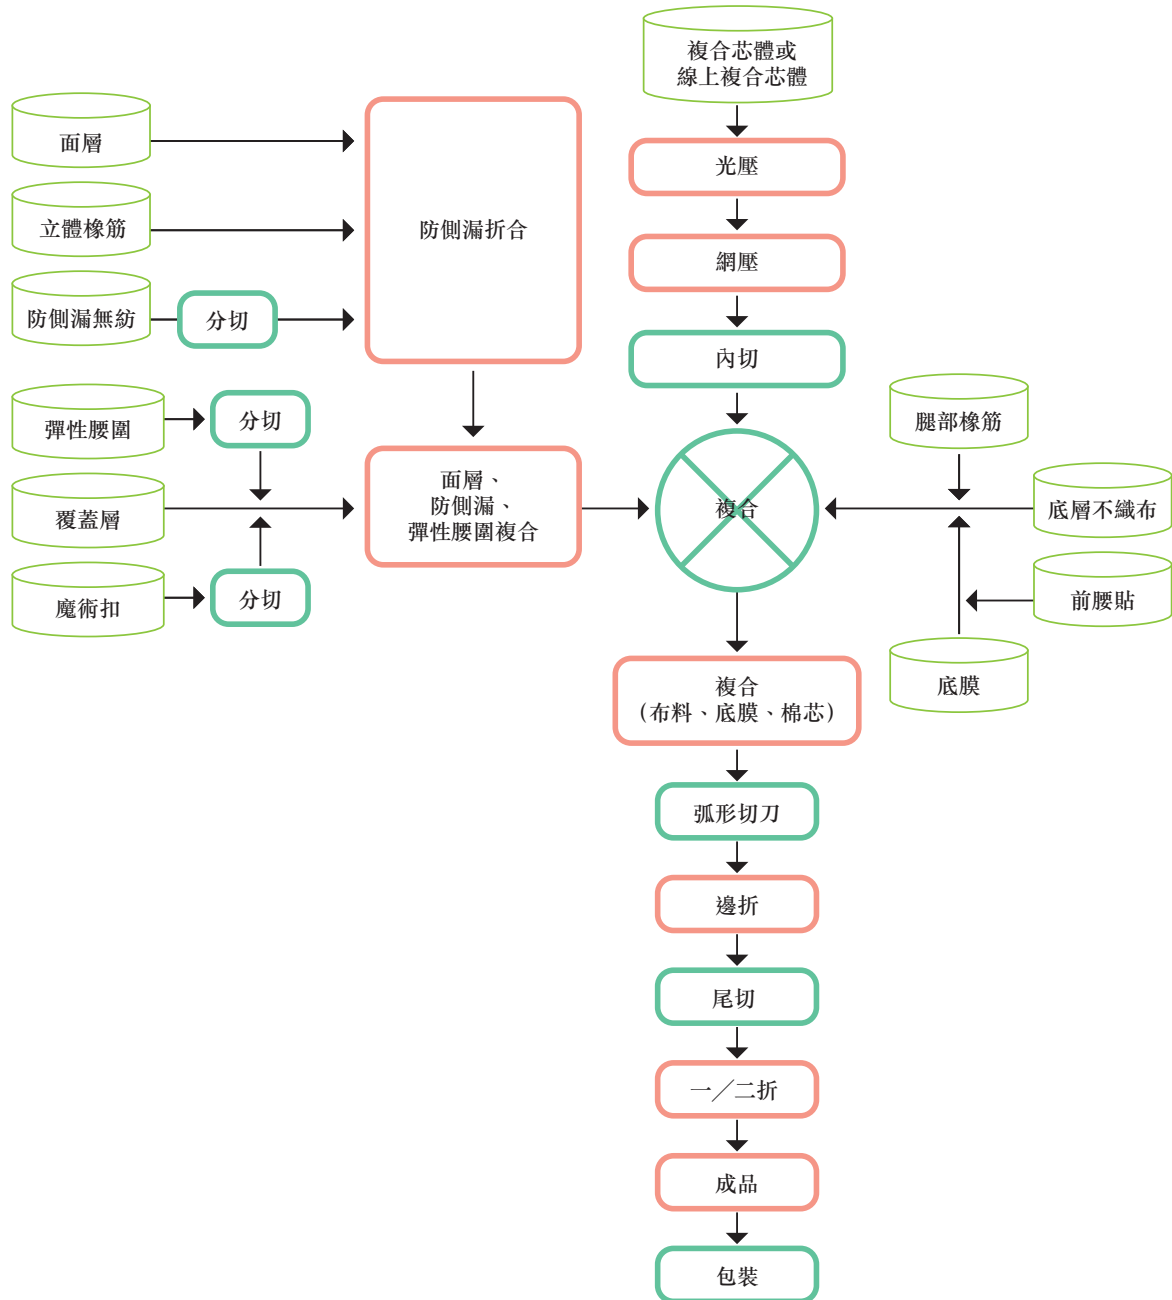 複合芯體或
線上複合芯體
面層
立體橡筋
防側漏無紡
分切
防側漏折合
光壓
網壓
內切
彈性腰圍
分切
覆蓋層
魔術扣
分切
面層、
防側漏、
彈性腰圍複合
複合
腿部橡筋
底層不織布
前腰貼
底膜
複合
（布料、底膜、棉芯）
弧形切刀
邊折
尾切
一／二折
成品
包裝